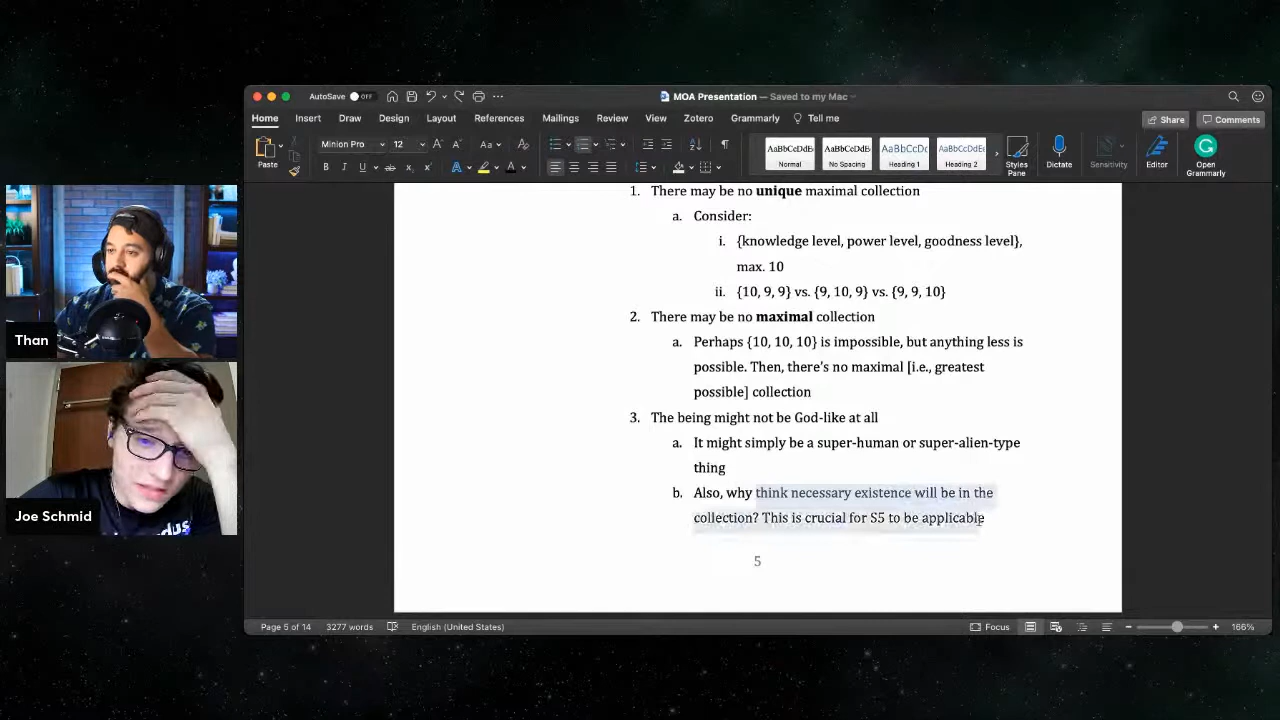 AutoSave OFF
MOA Presentation — Saved to my Mac
Home Insert Draw Design Layout References Mailings Review View Zotero Grammarly Tell me
Share Comments
Paste
Minion Pro 12 Aa
B I U ab x
AaBbCcDdE AaBbCcDdE AaBbCcDc AaBbCcDdE
Normal No Spacing Heading 1 Heading 2
Styles Pane Dictate Sensitivity Editor Open Grammarly
1. There may be no unique maximal collection
a. Consider:
i. {knowledge level, power level, goodness level},
max. 10
ii. {10, 9, 9} vs. {9, 10, 9} vs. {9, 9, 10}
2. There may be no maximal collection
a. Perhaps {10, 10, 10} is impossible, but anything less is
possible. Then, there's no maximal [i.e., greatest
possible] collection
3. The being might not be God-like at all
a. It might simply be a super-human or super-alien-type
thing
b. Also, why think necessary existence will be in the
collection? This is crucial for S5 to be applicable
5
Page 5 of 14 3277 words English (United States) Focus 166%
Than
Joe Schmid